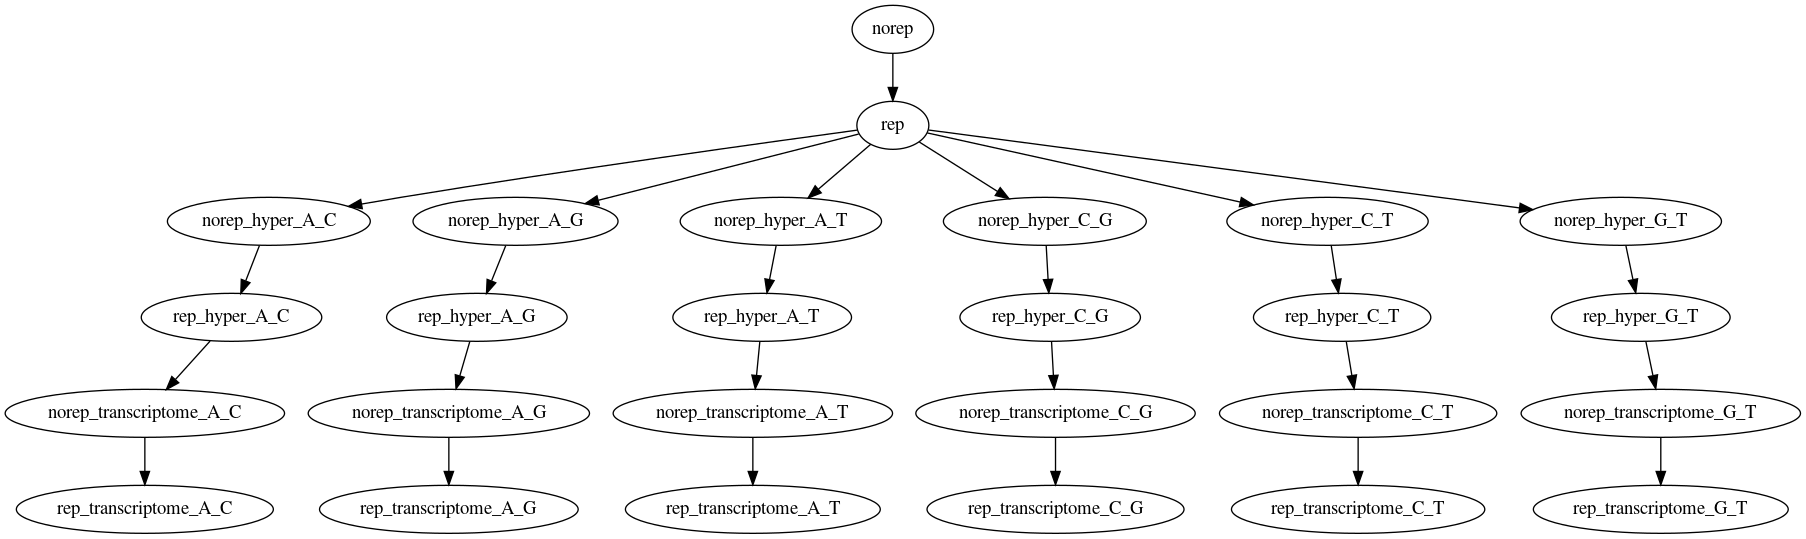 norep
rep
norep_hyper_A_C
norep_hyper_A_G
norep_hyper_A_T
norep_hyper_C_G
norep_hyper_C_T
norep_hyper_G_T
rep_hyper_A_C
rep_hyper_A_G
rep_hyper_A_T
rep_hyper_C_G
rep_hyper_C_T
rep_hyper_G_T
norep_transcriptome_A_C
norep_transcriptome_A_G
norep_transcriptome_A_T
norep_transcriptome_C_G
norep_transcriptome_C_T
norep_transcriptome_G_T
rep_transcriptome_A_C
rep_transcriptome_A_G
rep_transcriptome_A_T
rep_transcriptome_C_G
rep_transcriptome_C_T
rep_transcriptome_G_T